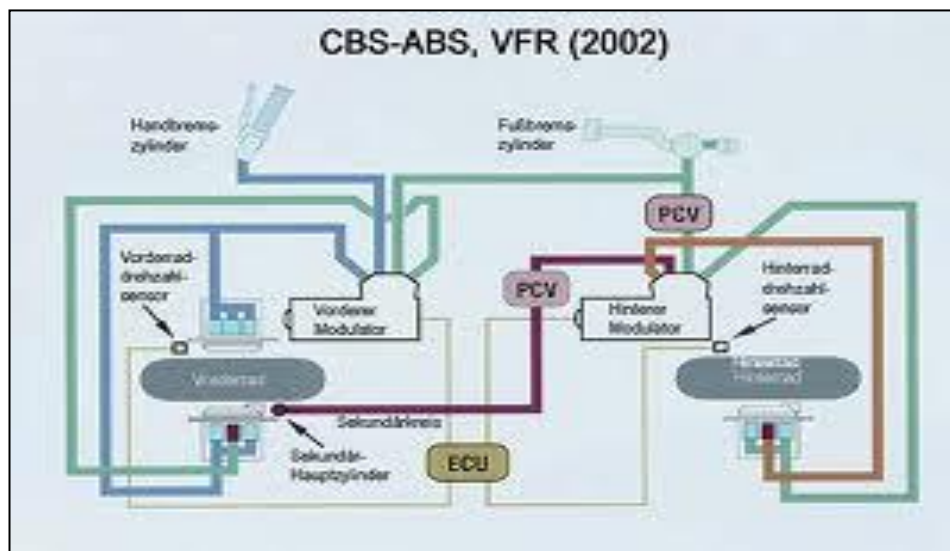 CBS-ABS, VFR (2002)
Handbrems-
zylinder
Fußbrems-
zylinder
PCV
Vorderrad-
drehzahl-
sensor
PCV
Hinterrad-
drehzahl-
sensor
Vorderer
Modulator
Hinterer
Modulator
Vorderrad
Hinterrad
Hinterrad
Sekundärkreis
Sekundär-
Hauptzylinder
ECU